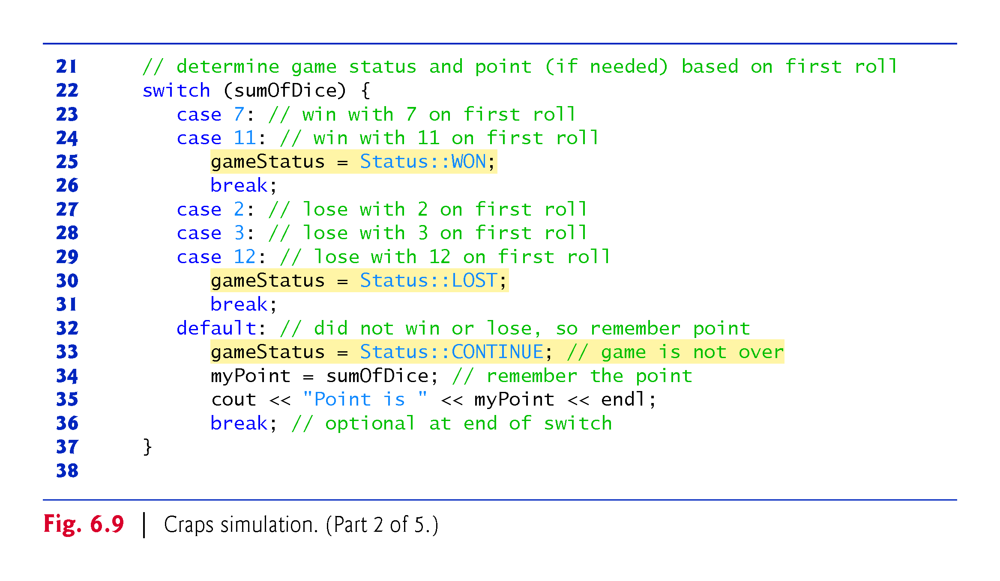 21 // determine game status and point (if needed) based on first roll
22 switch (sumOfDice) {
23 case 7: // win with 7 on first roll
24 case 11: // win with 11 on first roll
25 gameStatus = Status::WON;
26 break;
27 case 2: // lose with 2 on first roll
28 case 3: // lose with 3 on first roll
29 case 12: // lose with 12 on first roll
30 gameStatus = Status::LOST;
31 break;
32 default: // did not win or lose, so remember point
33 gameStatus = Status::CONTINUE; // game is not over
34 myPoint = sumOfDice; // remember the point
35 cout << "Point is " << myPoint << endl;
36 break; // optional at end of switch
37 }
38
Fig. 6.9 | Craps simulation. (Part 2 of 5.)